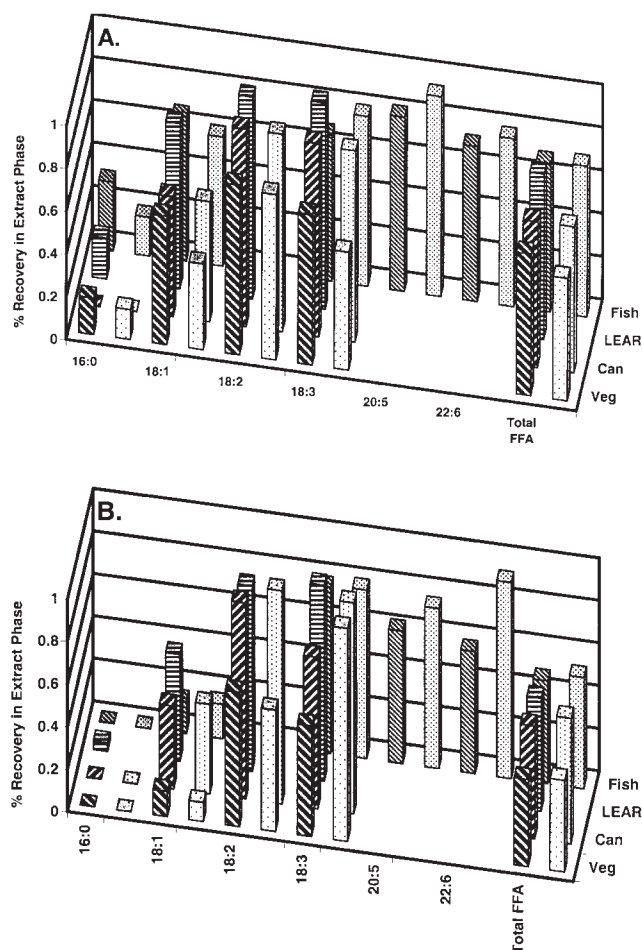 A.
% Recovery in Extract Phase
1
0.8
0.6
0.4
0.2
0
16:0
18:1
18:2
18:3
20:5
22:6
Total
FFA
Fish
LEAR
Can
Veg
B.
% Recovery in Extract Phase
1
0.8
0.6
0.4
0.2
0
16:0
18:1
18:2
18:3
20:5
22:6
Total FFA
Fish
LEAR
Can
Veg